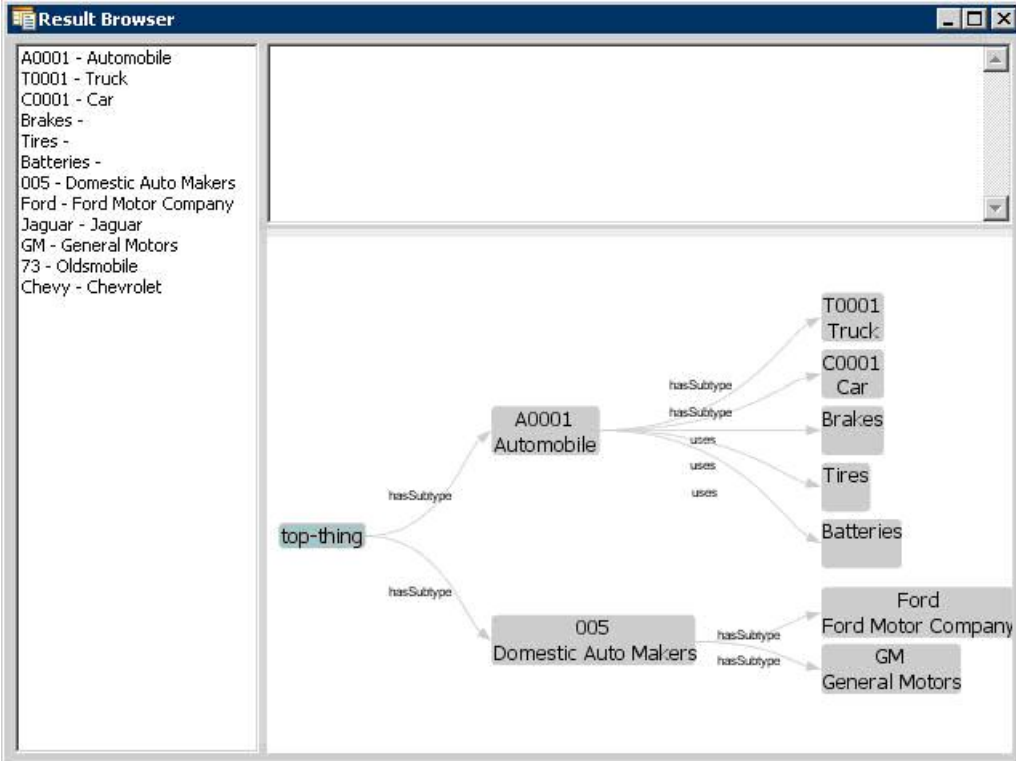 Result Browser
A0001 - Automobile
T0001 - Truck
C0001 - Car
Brakes -
Tires -
Batteries -
005 - Domestic Auto Makers
Ford - Ford Motor Company
Jaguar - Jaguar
GM - General Motors
73 - Oldsmobile
Chevy - Chevrolet
T0001
Truck
C0001
Car
hasSubtype
hasSubtype
A0001
Automobile
Brakes
uses
uses
Tires
uses
hasSubtype
top-thing
Batteries
hasSubtype
Ford
Ford Motor Company
005
Domestic Auto Makers
hasSubtype
hasSubtype
GM
General Motors